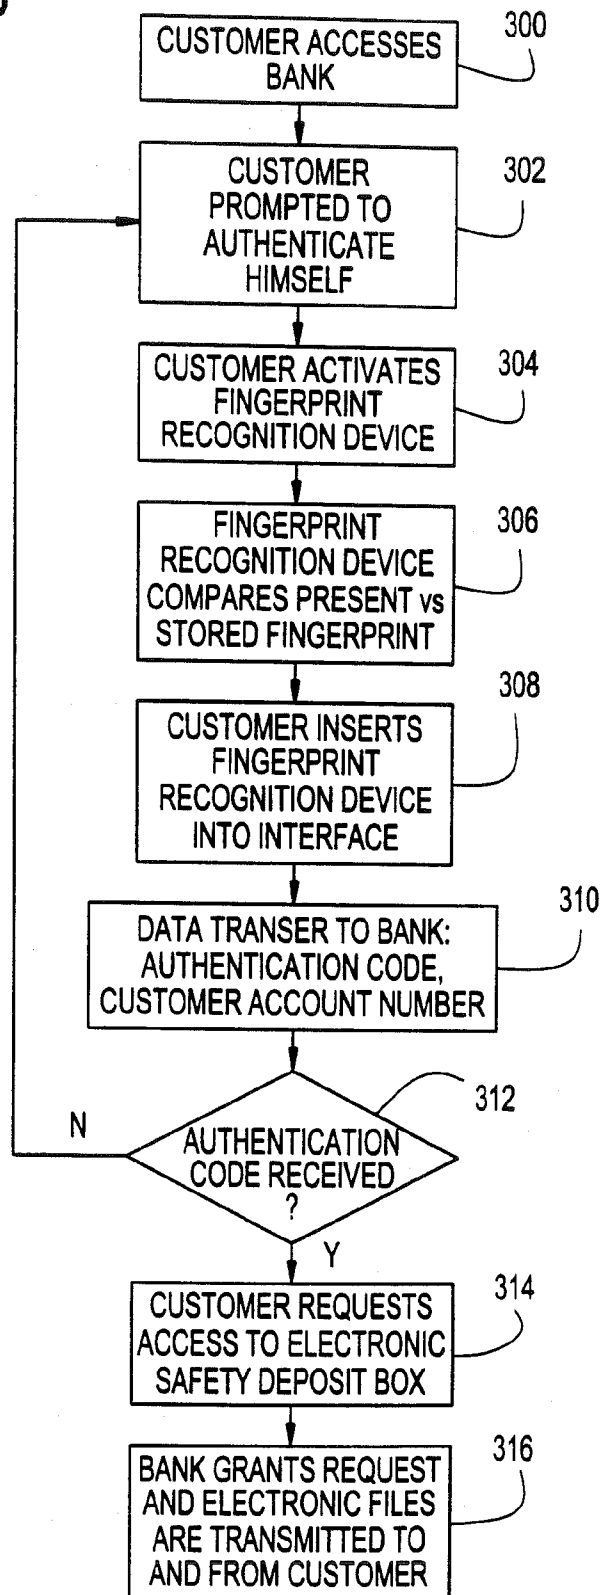 CUSTOMER ACCESSES
BANK
300
CUSTOMER
PROMPTED TO
AUTHENTICATE
HIMSELF
302
CUSTOMER ACTIVATES
FINGERPRINT
RECOGNITION DEVICE
304
FINGERPRINT
RECOGNITION DEVICE
COMPARES PRESENT vs
STORED FINGERPRINT
306
CUSTOMER INSERTS
FINGERPRINT
RECOGNITION DEVICE
INTO INTERFACE
308
DATA TRANSER TO BANK:
AUTHENTICATION CODE,
CUSTOMER ACCOUNT NUMBER
310
AUTHENTICATION
CODE RECEIVED
?
312
N
Y
CUSTOMER REQUESTS
ACCESS TO ELECTRONIC
SAFETY DEPOSIT BOX
314
BANK GRANTS REQUEST
AND ELECTRONIC FILES
ARE TRANSMITTED TO
AND FROM CUSTOMER
316